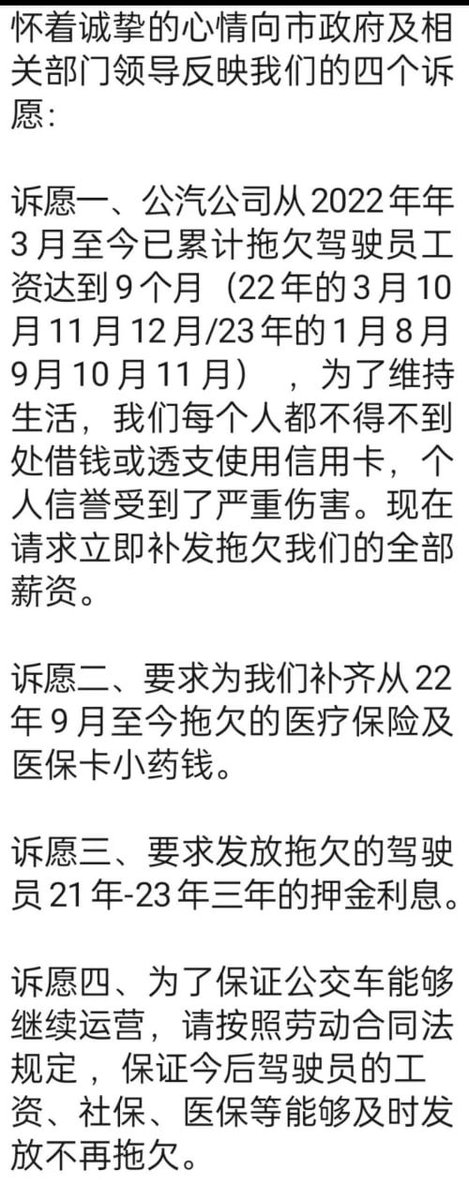 怀着诚挚的心情向市政府及相
关部门领导反映我们的四个诉
愿：
诉愿一、公汽公司从2022年年
3月至今已累计拖欠驾驶员工
资达到9个月（22年的3月10
月11月12月/23年的1月8月
9月10月11月），为了维持
生活，我们每个人都不得不到
处借钱或透支使用信用卡，个
人信誉受到了严重伤害。现在
请求立即补发拖欠我们的全部
薪资。
诉愿二、要求为我们补齐从22
年9月至今拖欠的医疗保险及
医保卡小药钱。
诉愿三、要求发放拖欠的驾驶
员21年-23年三年的押金利息。
诉愿四、为了保证公交车能够
继续运营，请按照劳动合同法
规定，保证今后驾驶员的工
资、社保、医保等能够及时发
放不再拖欠。